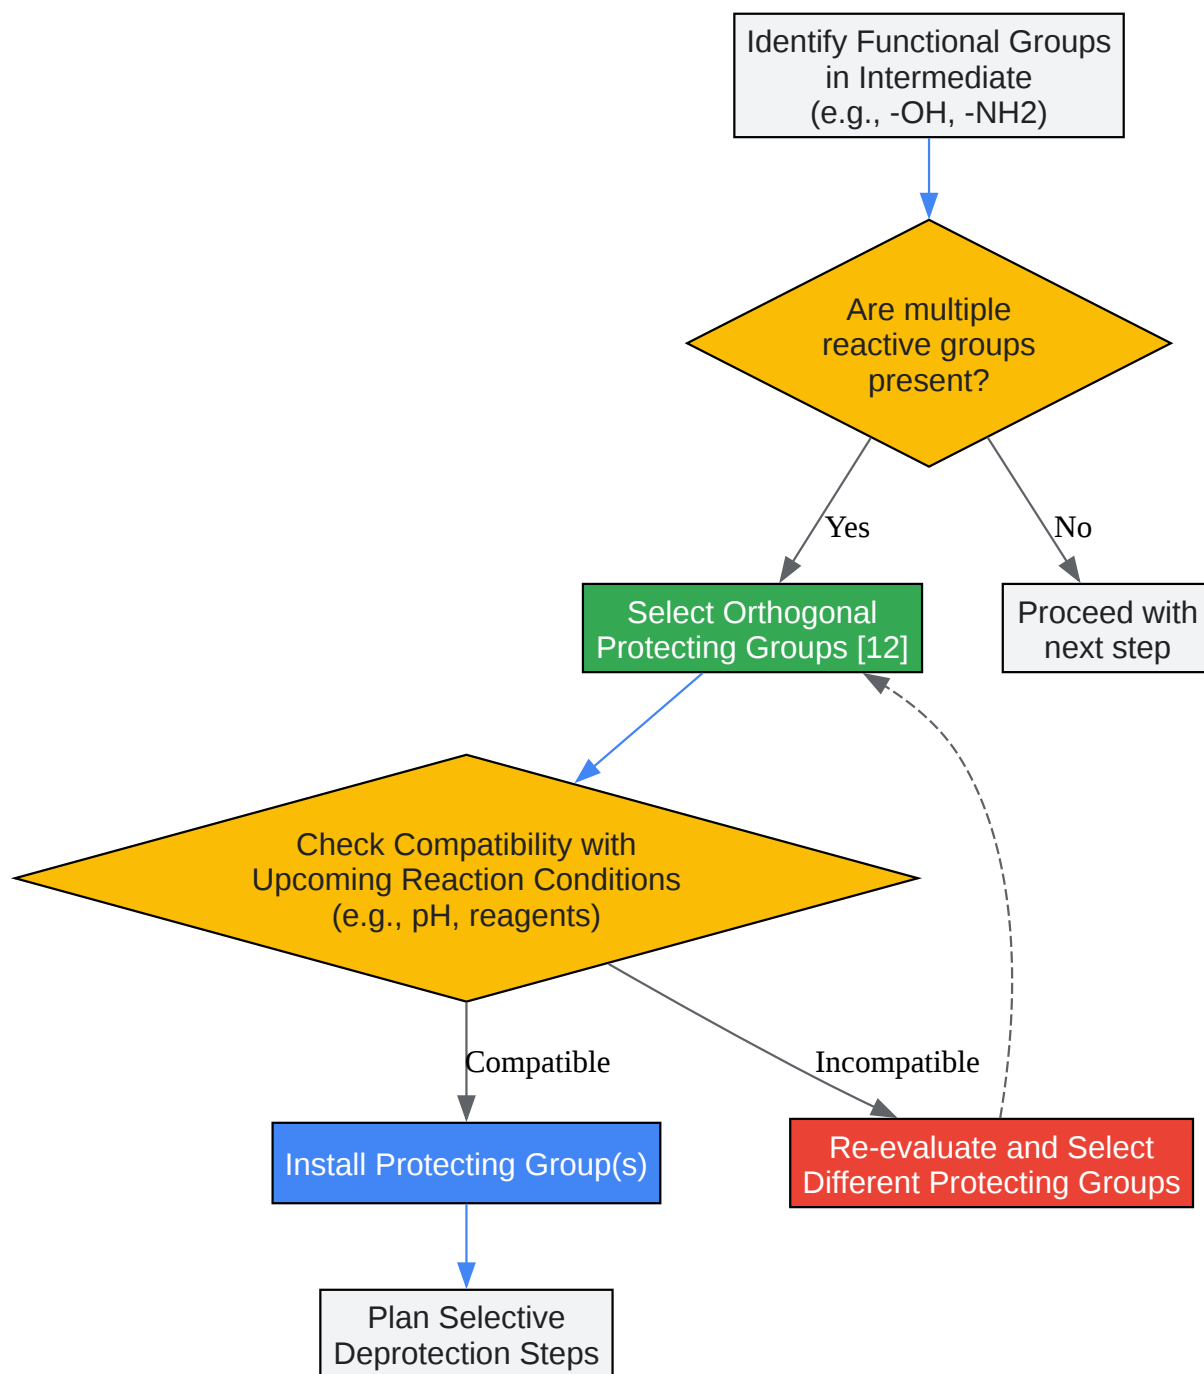 Identify Functional Groups
in Intermediate
(e.g., -OH, -NH2)
Are multiple
reactive groups
present?
Yes
No
Select Orthogonal
Protecting Groups [12]
Proceed with
next step
Check Compatibility with
Upcoming Reaction Conditions
(e.g., pH, reagents)
Compatible
Incompatible
Install Protecting Group(s)
Re-evaluate and Select
Different Protecting Groups
Plan Selective
Deprotection Steps